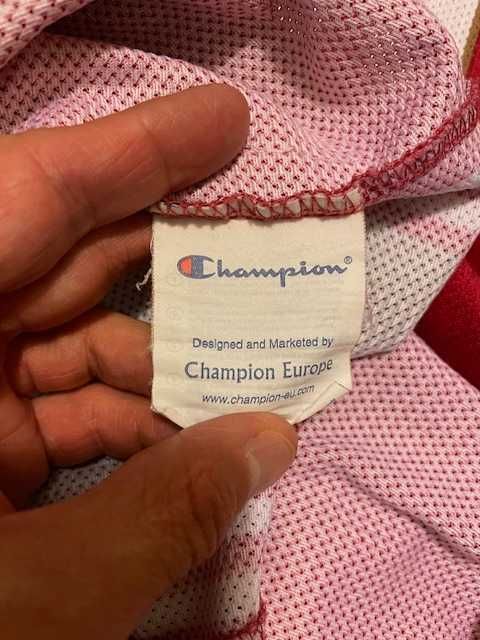 Champion®
Designed and Marketed by
Champion Europe
www.champion-eu.com